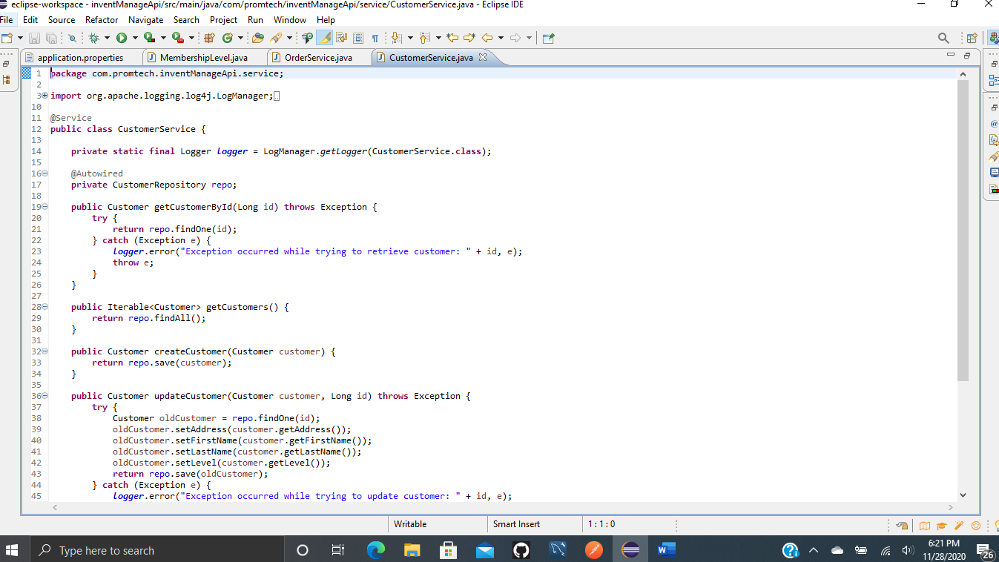 eclipse-workspace - inventManageApi/src/main/java/com/promtech/inventManageApi/service/CustomerService.java - Eclipse IDE
File Edit Source Refactor Navigate Search Project Run Window Help
application.properties MembershipLevel.java OrderService.java CustomerService.java
1 package com.promtech.inventManageApi.service;
2
3 import org.apache.logging.log4j.LogManager;
10
11 @Service
12 public class CustomerService {
13
14 private static final Logger logger = LogManager.getLogger(CustomerService.class);
15
16 @Autowired
17 private CustomerRepository repo;
18
19 public Customer getCustomerById(Long id) throws Exception {
20 try {
21 return repo.findOne(id);
22 } catch (Exception e) {
23 logger.error("Exception occurred while trying to retrieve customer: " + id, e);
24 throw e;
25 }
26 }
27
28 public Iterable<Customer> getCustomers() {
29 return repo.findAll();
30 }
31
32 public Customer createCustomer(Customer customer) {
33 return repo.save(customer);
34 }
35
36 public Customer updateCustomer(Customer customer, Long id) throws Exception {
37 try {
38 Customer oldCustomer = repo.findOne(id);
39 oldCustomer.setAddress(customer.getAddress());
40 oldCustomer.setFirstName(customer.getFirstName());
41 oldCustomer.setLastName(customer.getLastName());
42 oldCustomer.setLevel(customer.getLevel());
43 return repo.save(oldCustomer);
44 } catch (Exception e) {
45 logger.error("Exception occurred while trying to update customer: " + id, e);
Writable Smart Insert 1 : 1 : 0
Type here to search
6:21 PM
11/28/2020
26